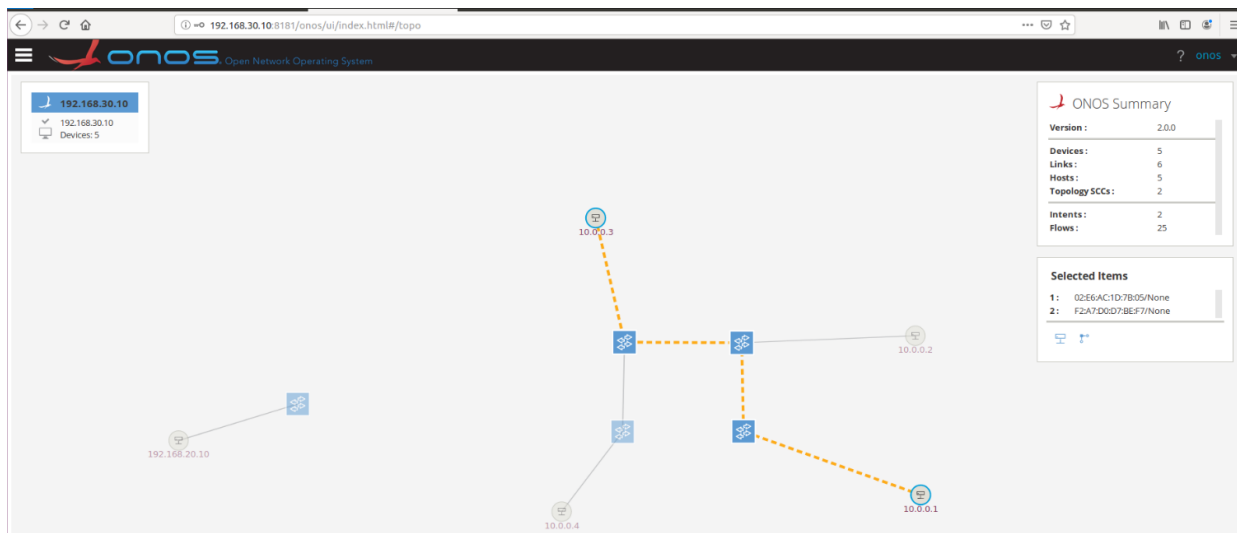 192.168.30.10:8181/onos/ui/index.html#/topo
onos Open Network Operating System
? onos
192.168.30.10
192.168.30.10
Devices: 5
ONOS Summary
Version : 2.0.0
Devices : 5
Links : 6
Hosts : 5
Topology SCCs : 2
Intents : 2
Flows : 25
10.0.0.3
10.0.0.2
Selected Items
1 : 02:E6:AC:1D:7B:05/None
2 : F2:A7:D0:D7:BE:F7/None
192.168.20.10
10.0.0.1
10.0.0.4